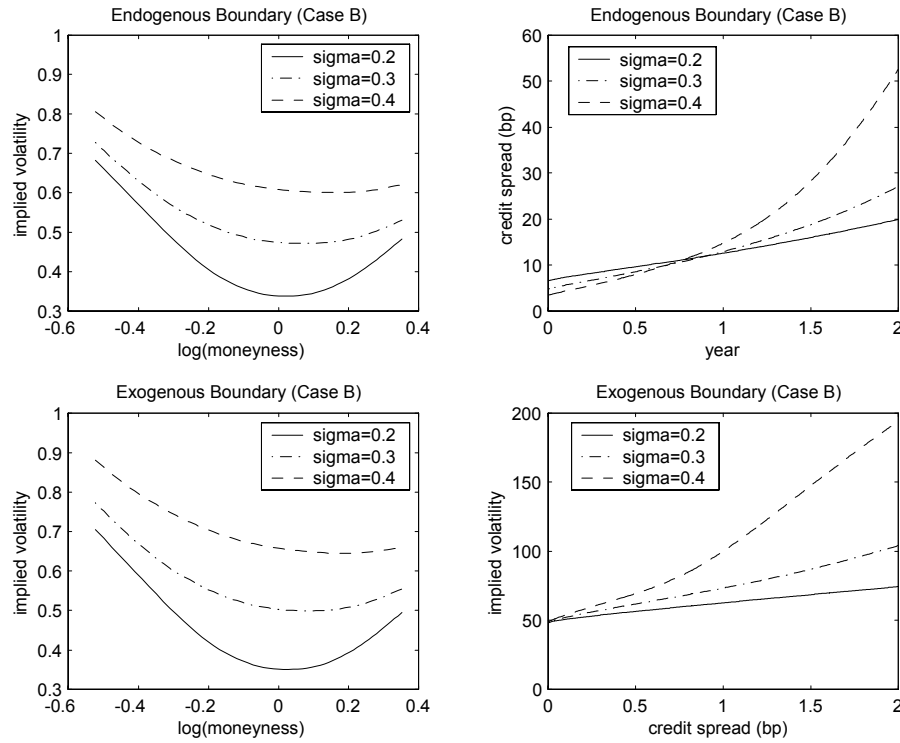 Endogenous Boundary (Case B)
1
0.9
0.8
0.7
0.6
0.5
0.4
0.3
implied volatility
sigma=0.2
sigma=0.3
sigma=0.4
-0.6
-0.4
-0.2
0
0.2
0.4
log(moneyness)
Endogenous Boundary (Case B)
60
50
40
30
20
10
0
credit spread (bp)
sigma=0.2
sigma=0.3
sigma=0.4
0
0.5
1
1.5
2
year
Exogenous Boundary (Case B)
1
0.9
0.8
0.7
0.6
0.5
0.4
0.3
implied volatility
sigma=0.2
sigma=0.3
sigma=0.4
-0.6
-0.4
-0.2
0
0.2
0.4
log(moneyness)
Exogenous Boundary (Case B)
200
150
100
50
0
implied volatility
sigma=0.2
sigma=0.3
sigma=0.4
0
0.5
1
1.5
2
credit spread (bp)